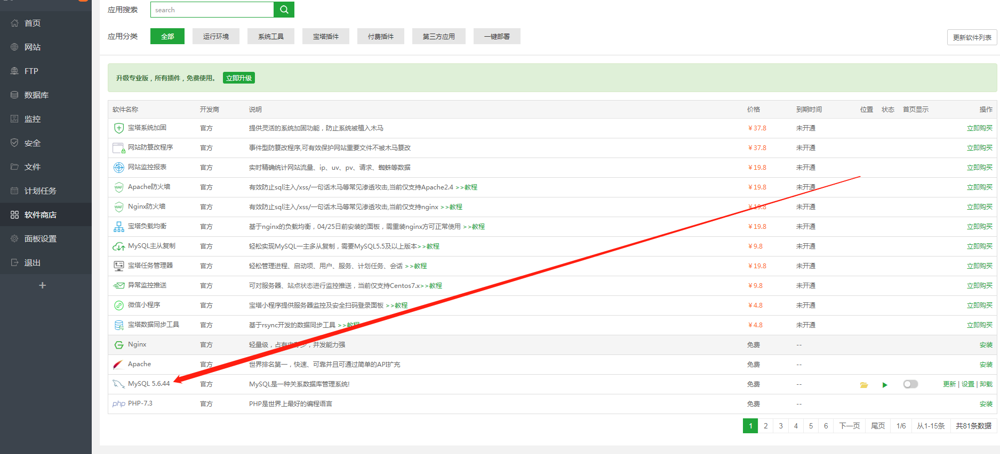 应用搜索 search
应用分类 全部 运行环境 系统工具 宝塔插件 付费插件 第三方应用 一键部署 更新软件列表
升级专业版，所有插件，免费使用。 立即升级
首页
网站
FTP
数据库
监控
安全
文件
计划任务
软件商店
面板设置
退出
+
软件名称 开发商 说明 价格 到期时间 位置 状态 首页显示 操作
宝塔系统加固 官方 提供灵活的系统加固功能，防止系统被植入木马 ￥37.8 未开通 立即购买
网站防篡改程序 官方 事件型防篡改程序,可有效保护网站重要文件不被木马篡改 ￥37.8 未开通 立即购买
网站监控报表 官方 实时精确统计网站流量、ip、uv、pv、请求、蜘蛛等数据 ￥19.8 未开通 立即购买
WAF Apache防火墙 官方 有效防止sql注入/xss/一句话木马等常见渗透攻击,当前仅支持Apache2.4 >>教程 ￥19.8 未开通 立即购买
WAF Nginx防火墙 官方 有效防止sql注入/xss/一句话木马等常见渗透攻击,当前仅支持nginx >>教程 ￥19.8 未开通 立即购买
宝塔负载均衡 官方 基于nginx的负载均衡，04/25日前安装的面板，需重装nginx方可正常使用 >>教程 ￥19.8 未开通 立即购买
MySQL主从复制 官方 轻松实现MySQL一主多从复制，需要MySQL5.5及以上版本>>教程 ￥9.8 未开通 立即购买
宝塔任务管理器 官方 轻松管理进程、启动项、用户、服务、计划任务、会话 >>教程 ￥19.8 未开通 立即购买
异常监控推送 官方 可对服务器、站点状态进行监控推送，当前仅支持Centos7.x>>教程 ￥9.8 未开通 立即购买
微信小程序 官方 宝塔小程序提供服务器监控及安全扫码登录面板 >>教程 ￥4.8 未开通 立即购买
宝塔数据同步工具 官方 基于rsync开发的数据同步工具 >>教程 ￥4.8 未开通 立即购买
Nginx 官方 轻量级，占有内存少，并发能力强 免费 -- 安装
Apache 官方 世界排名第一，快速、可靠并且可通过简单的API扩充 免费 -- 安装
MySQL 5.6.44 官方 MySQL是一种关系数据库管理系统! 免费 -- 更新 | 设置 | 卸载
php PHP-7.3 官方 PHP是世界上最好的编程语言 免费 -- 安装
1 2 3 4 5 6 下一页 尾页 1/6 从1-15条 共81条数据